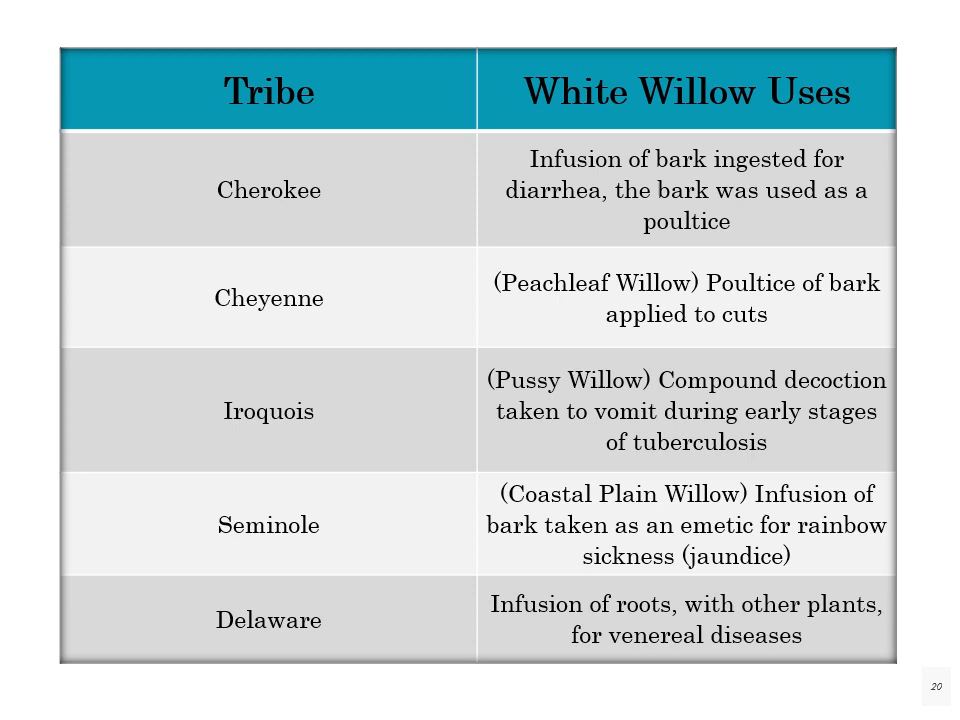 Tribe
White Willow Uses
Cherokee
Infusion of bark ingested for
diarrhea, the bark was used as a
poultice
Cheyenne
(Peachleaf Willow) Poultice of bark
applied to cuts
Iroquois
(Pussy Willow) Compound decoction
taken to vomit during early stages
of tuberculosis
Seminole
(Coastal Plain Willow) Infusion of
bark taken as an emetic for rainbow
sickness (jaundice)
Delaware
Infusion of roots, with other plants,
for venereal diseases
20